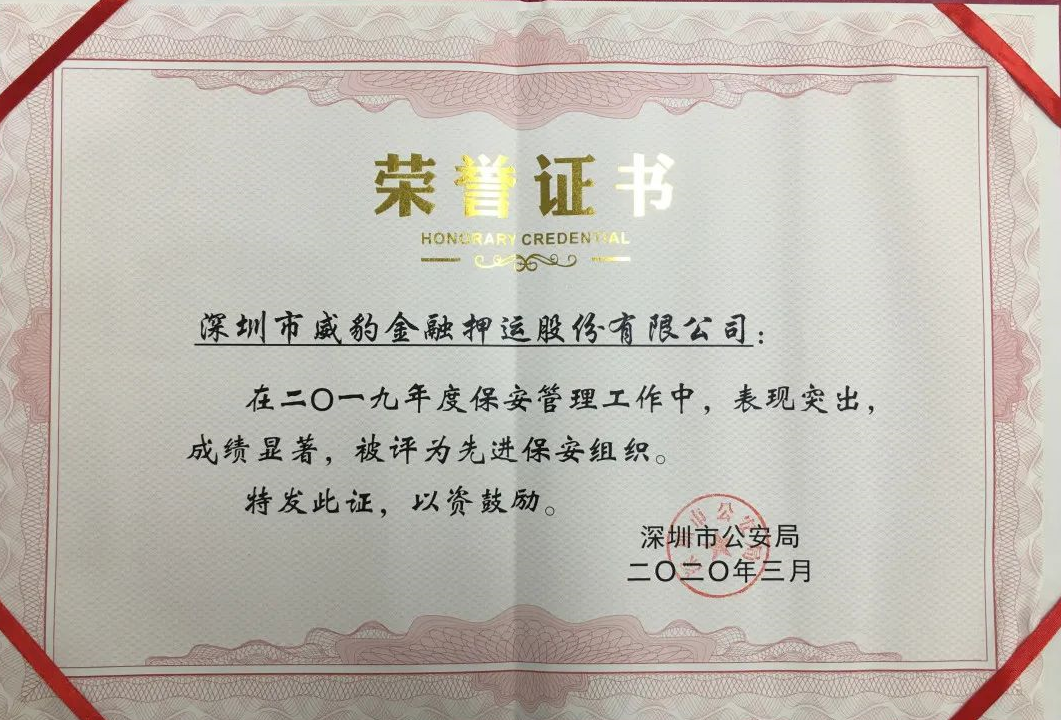 荣誉证书
HONORARY CREDENTIAL
深圳市威豹金融押运股份有限公司：
在二〇一九年度保安管理工作中，表现突出，
成绩显著，被评为先进保安组织。
特发此证，以资鼓励。
深圳市公安局
二〇二〇年三月